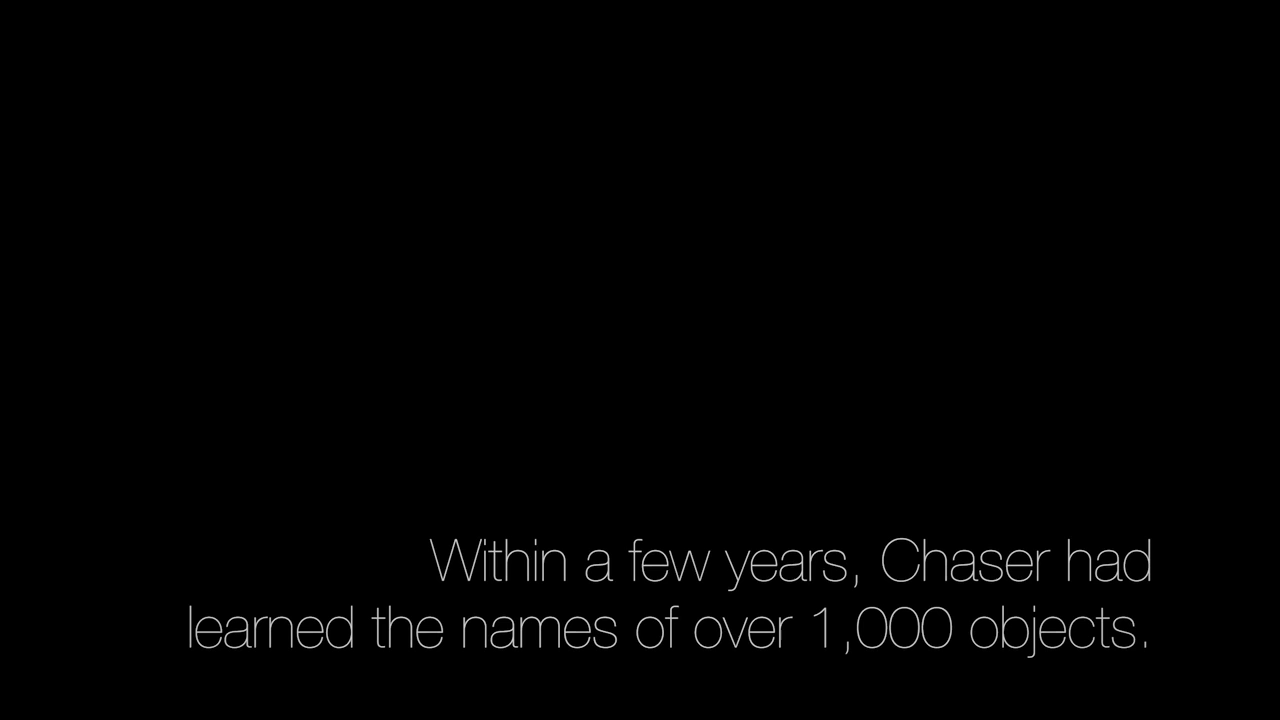 Within a few years, Chaser had
learned the names of over 1,000 objects.